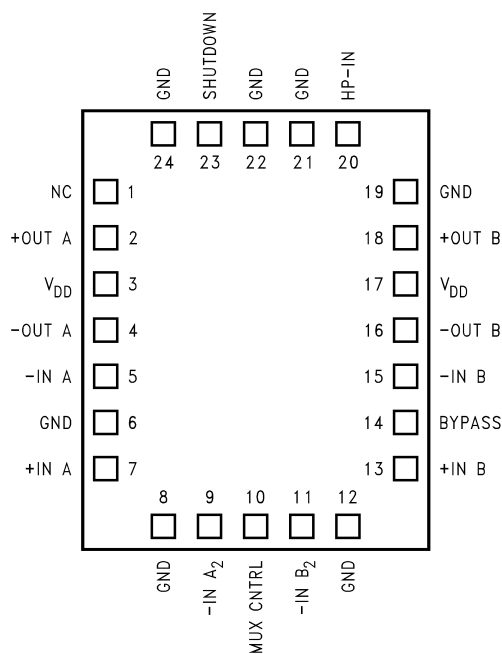 GND SHUTDOWN GND GND HP-IN
24 23 22 21 20
NC 1 19 GND
+OUT A 2 18 +OUT B
VDD 3 17 VDD
-OUT A 4 16 -OUT B
-IN A 5 15 -IN B
GND 6 14 BYPASS
+IN A 7 13 +IN B
8 9 10 11 12
GND -IN A2 MUX CNTRL -IN B2 GND